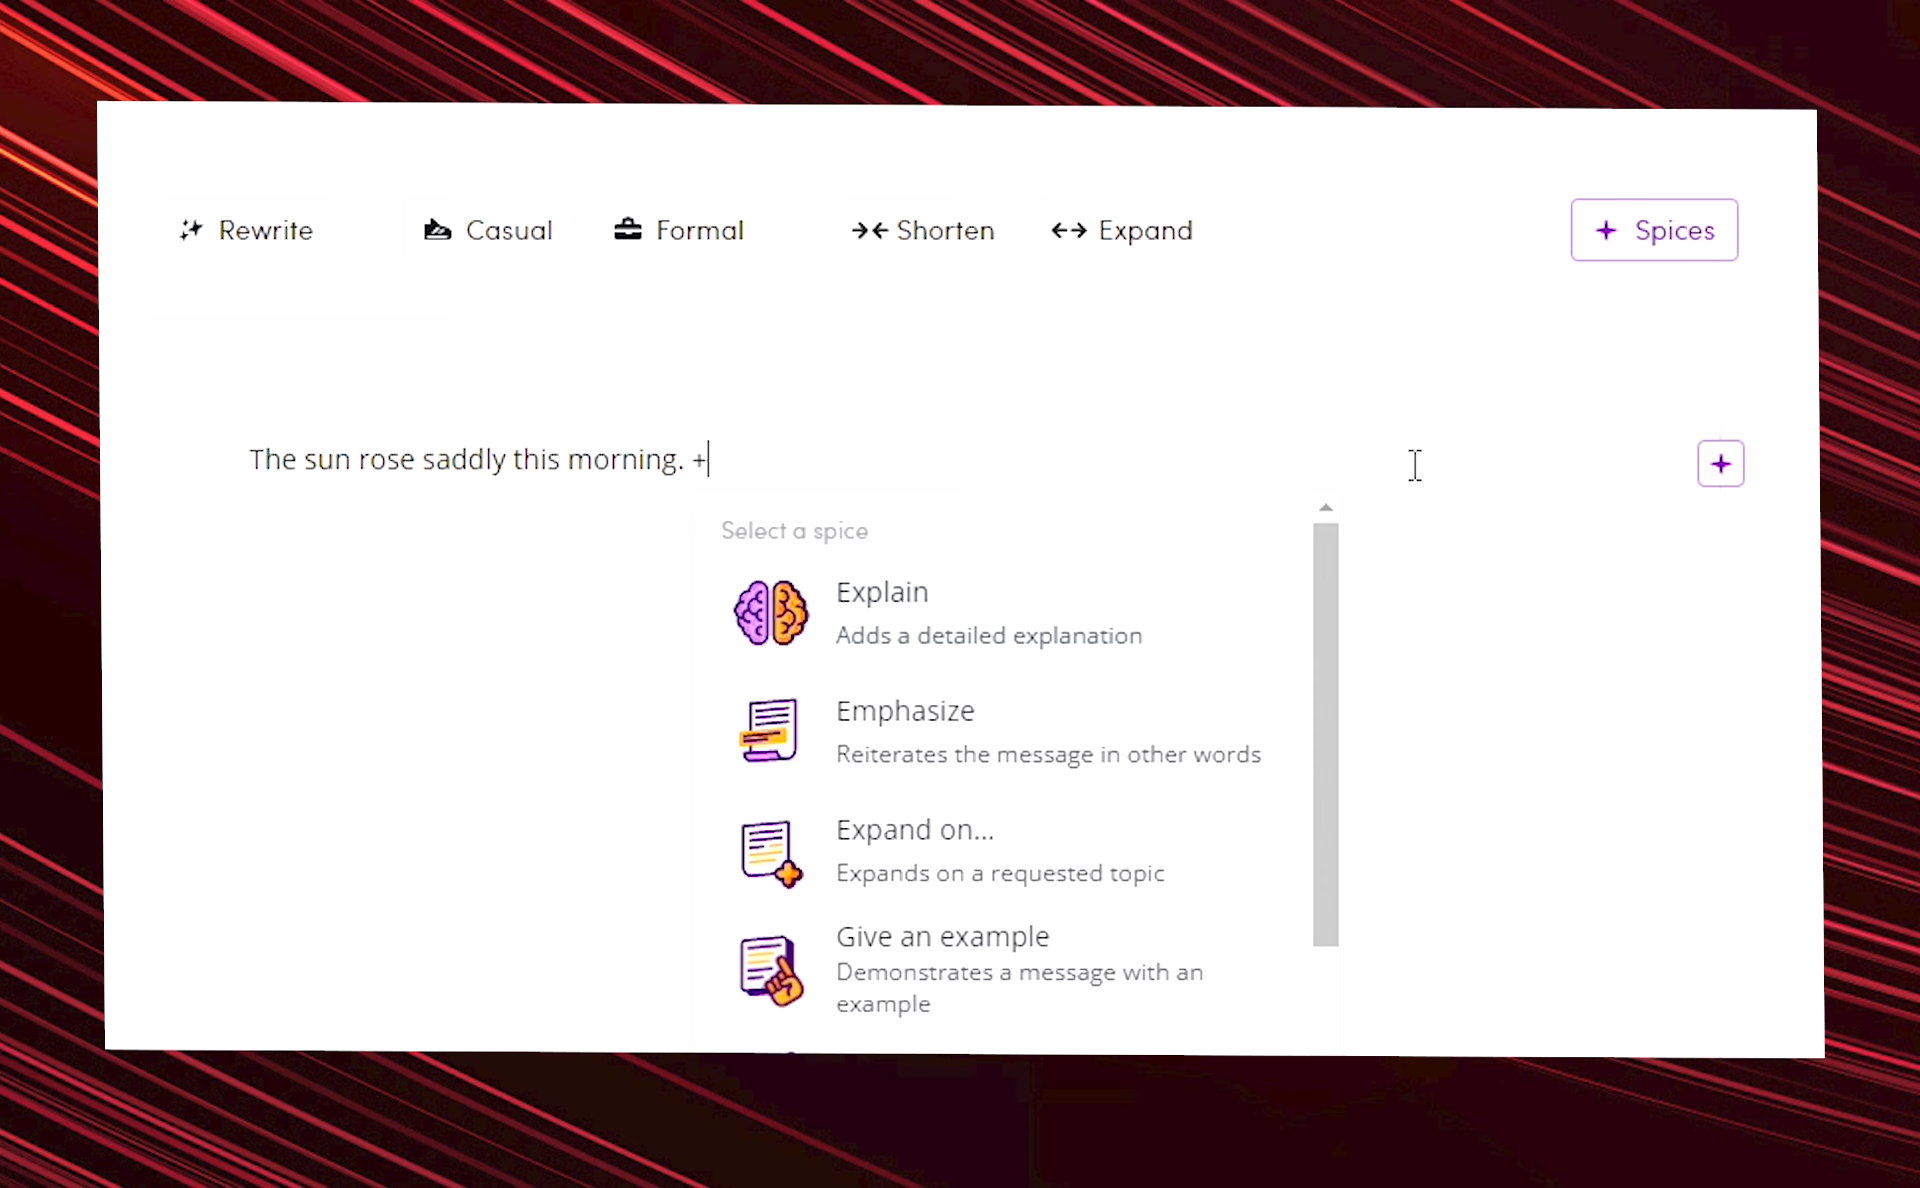 Rewrite Casual Formal Shorten Expand Spices
The sun rose saddly this morning. +
Select a spice
Explain
Adds a detailed explanation
Emphasize
Reiterates the message in other words
Expand on...
Expands on a requested topic
Give an example
Demonstrates a message with an
example